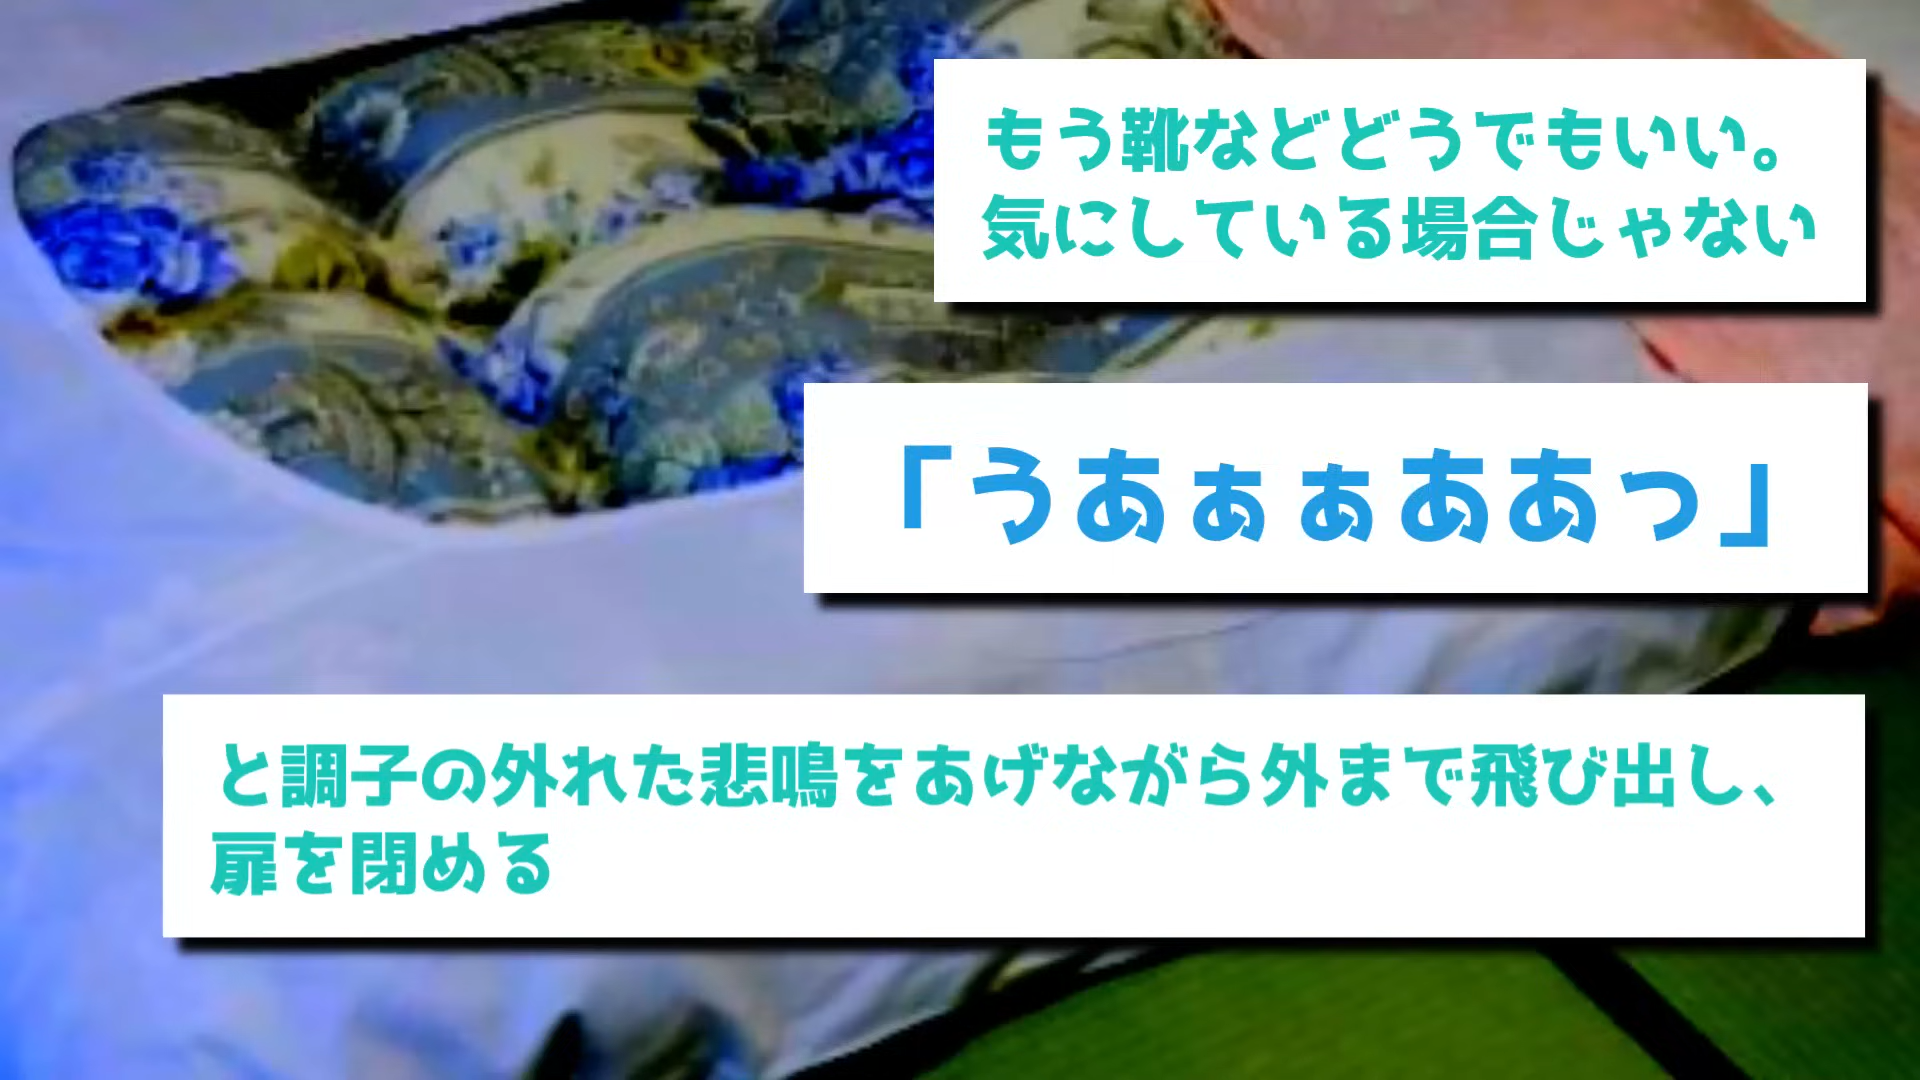 もう靴などどうでもいい。
気にしている場合じゃない
「うあぁぁああっ」
と調子の外れた悲鳴をあげながら外まで飛び出し、
扉を閉める